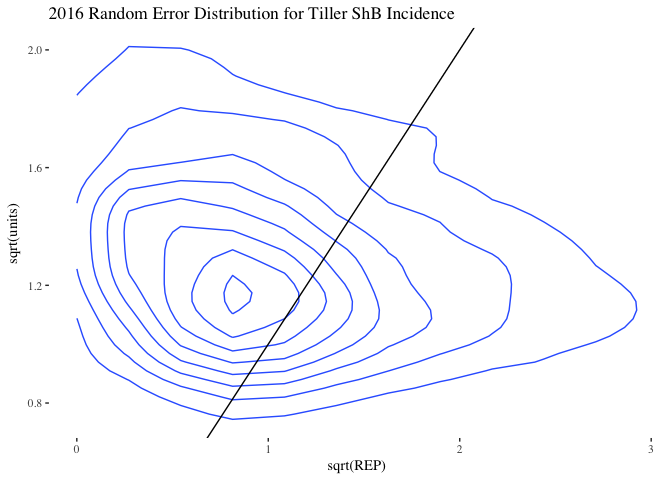 2016 Random Error Distribution for Tiller ShB Incidence
2.0
1.6
1.2
0.8
sqrt(units)
0
1
2
3
sqrt(REP)